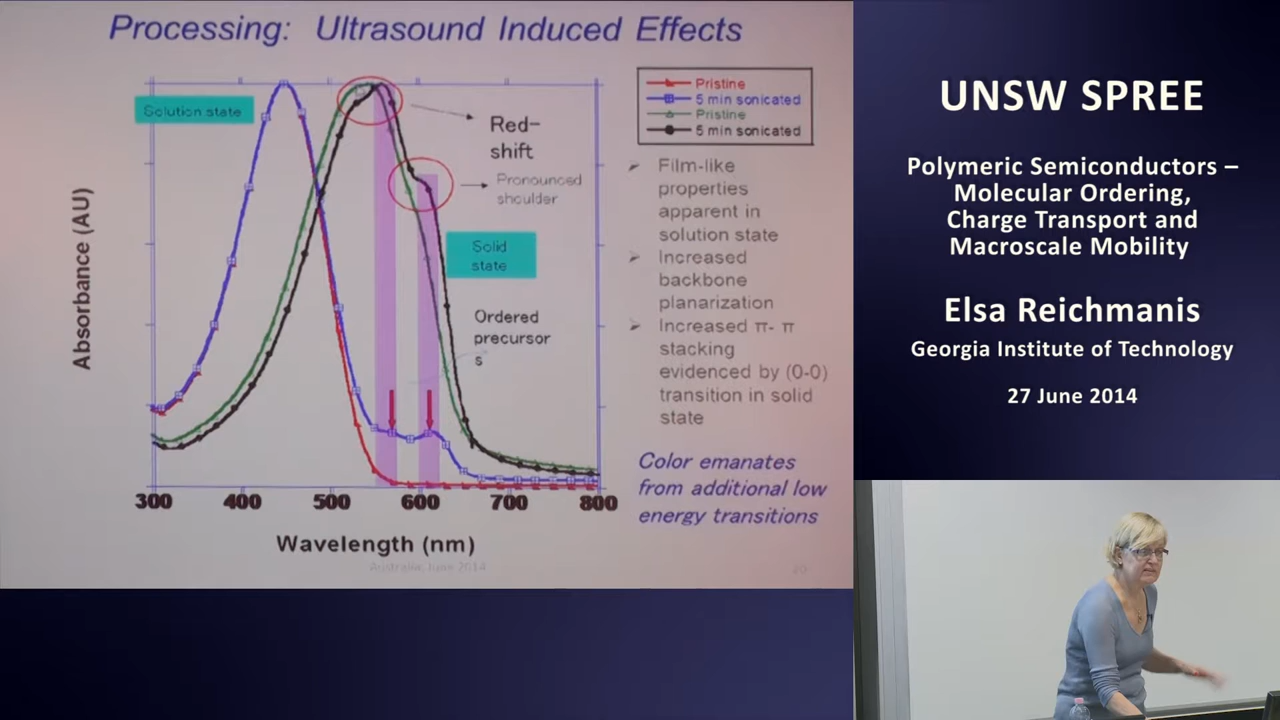 Processing: Ultrasound Induced Effects
Solution state
Pristine
5 min sonicated
Pristine
5 min sonicated
Red-
shift
Pronounced
shoulder
Solid
state
Ordered
precursor
s
Absorbance (AU)
300 400 500 600 700 800
Wavelength (nm)
Film-like
properties
apparent in
solution state
Increased
backbone
planarization
Increased π- π
stacking
evidenced by (0-0)
transition in solid
state
Color emanates
from additional low
energy transitions
Australia, June 2014
UNSW SPREE
Polymeric Semiconductors –
Molecular Ordering,
Charge Transport and
Macroscale Mobility
Elsa Reichmanis
Georgia Institute of Technology
27 June 2014